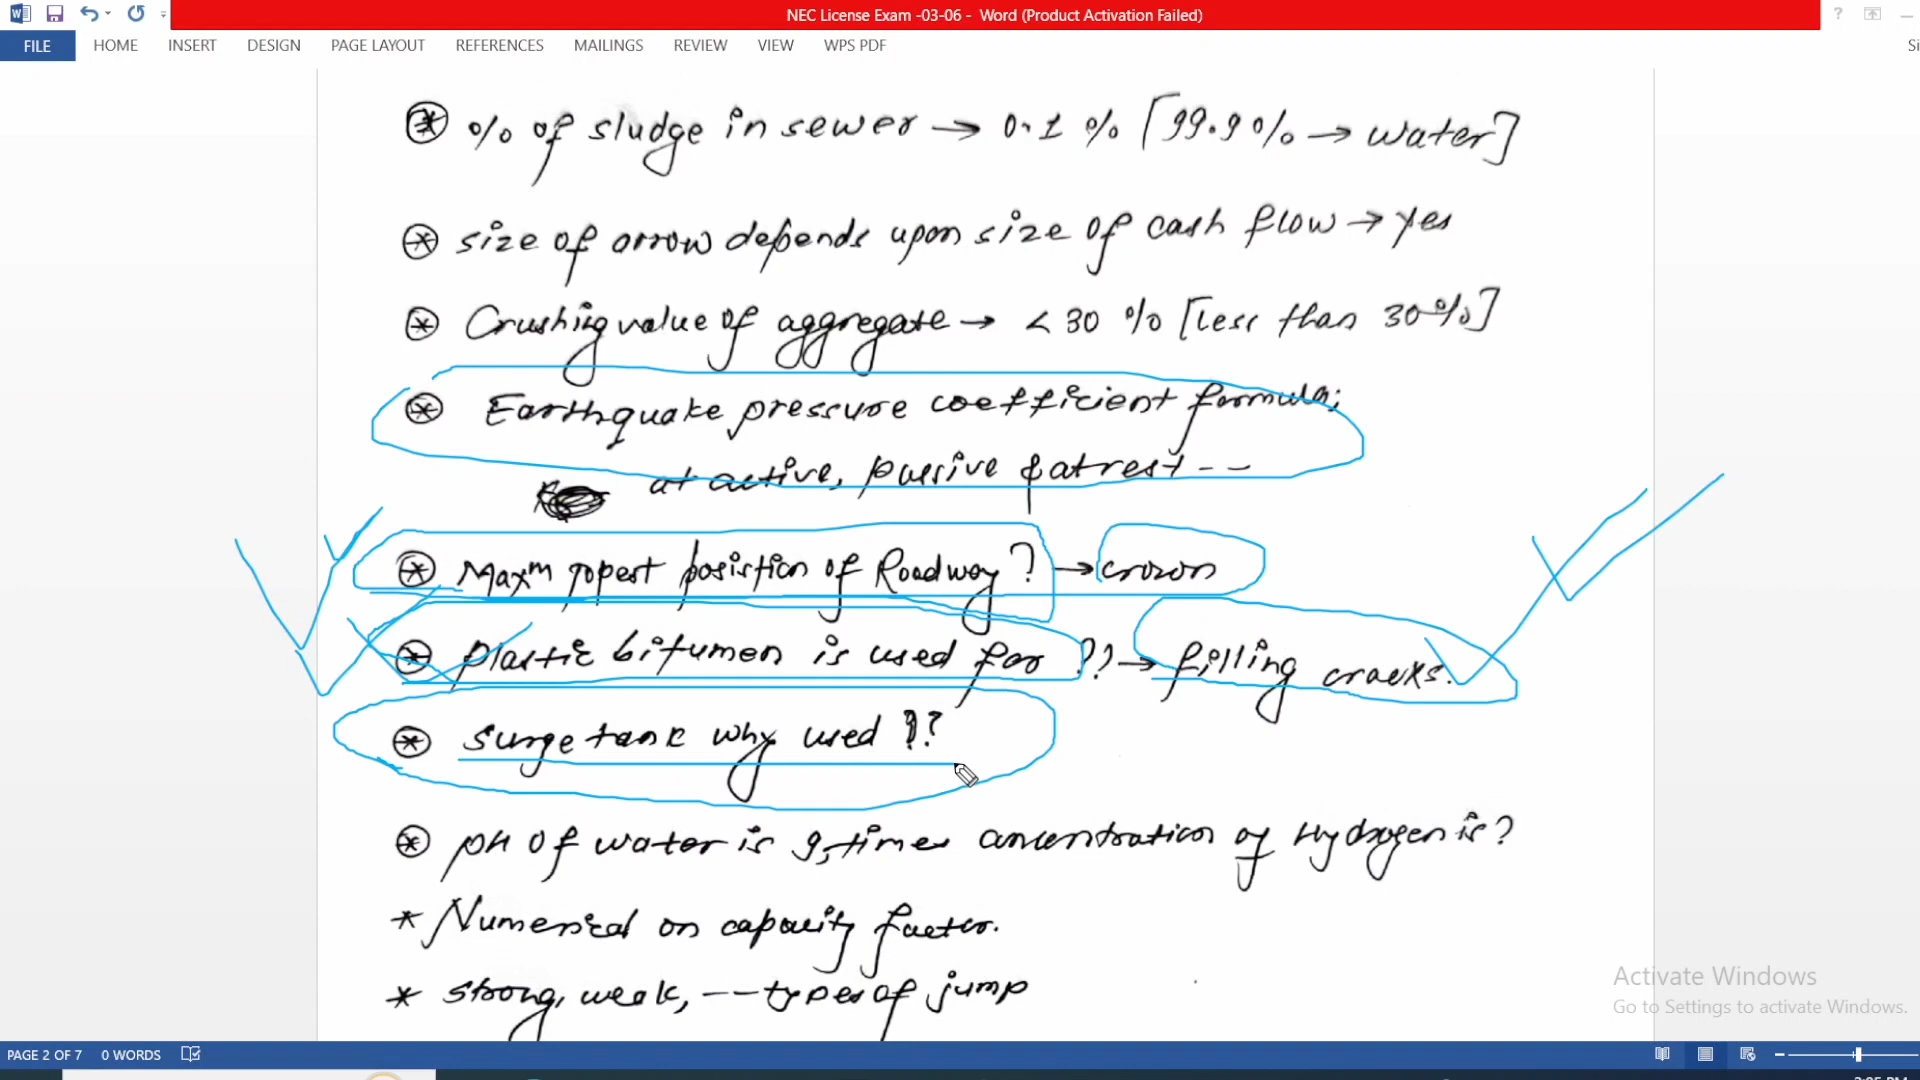 NEC License Exam -03-06 - Word (Product Activation Failed)
FILE HOME INSERT DESIGN PAGE LAYOUT REFERENCES MAILINGS REVIEW VIEW WPS PDF Si
% of sludge in sewer → 0.1 % [99.9% → water]
size of arrow depends upon size of cash flow → yes
Crushing value of aggregate → < 30 % [less than 30%]
Earthquake pressure coefficient formula;
at active, passive & at rest --
Maxm topest position of Roadway ? → crown
plastic bitumen is used for ?? → filling cracks.
surge tank why used ??
pH of water is 9, times concentration of Hydrogen is ?
* Numerical on capacity factor.
* strong, weak, -- types of jump
Activate Windows
Go to Settings to activate Windows.
PAGE 2 OF 7 0 WORDS